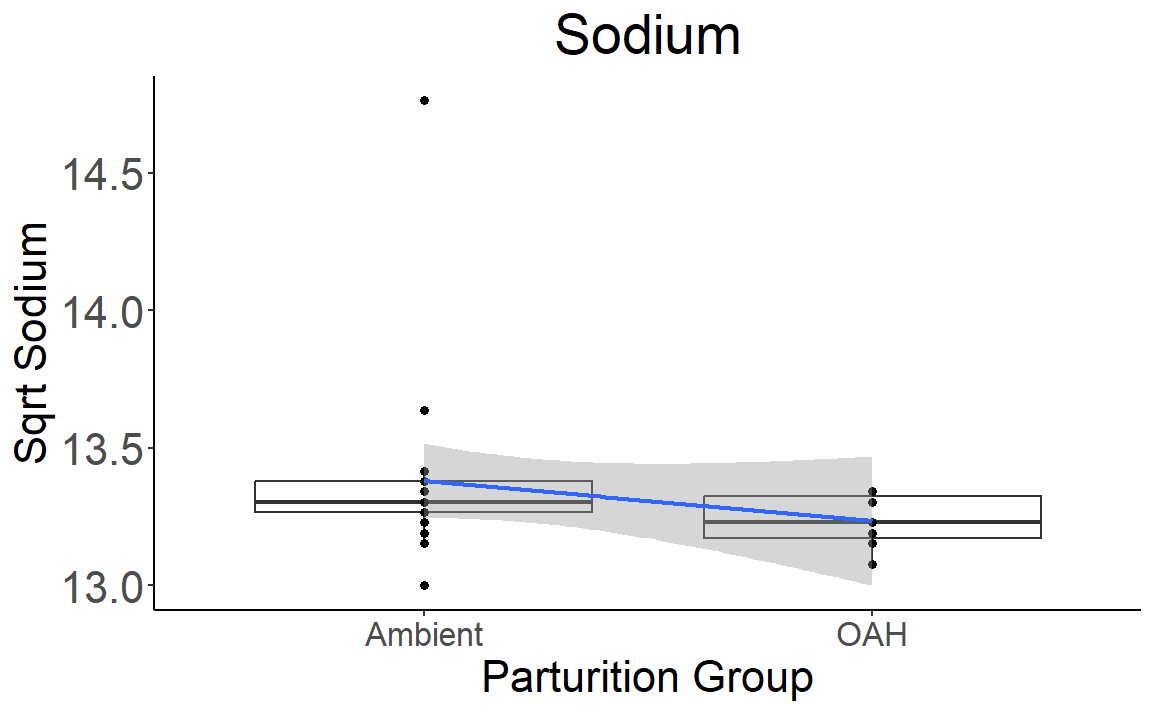 Sodium
Sqrt Sodium
14.5
14.0
13.5
13.0
Ambient OAH
Parturition Group